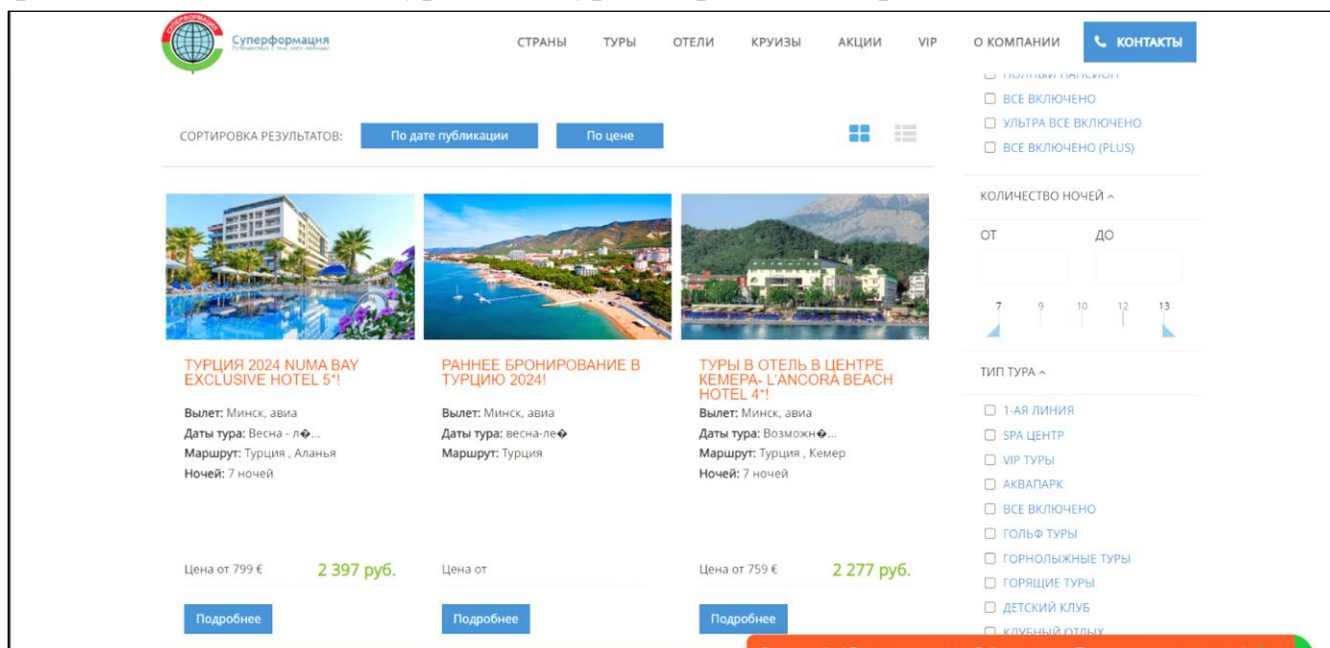 СУПЕРФОРМАЦИЯ
Суперформация
СТРАНЫ ТУРЫ ОТЕЛИ КРУИЗЫ АКЦИИ VIP О КОМПАНИИ КОНТАКТЫ
ПОЛНЫЙ ПАНСИОН
ВСЕ ВКЛЮЧЕНО
УЛЬТРА ВСЕ ВКЛЮЧЕНО
ВСЕ ВКЛЮЧЕНО (PLUS)
СОРТИРОВКА РЕЗУЛЬТАТОВ: По дате публикации По цене
ТУРЦИЯ 2024 NUMA BAY
EXCLUSIVE HOTEL 5*!
Вылет: Минск, авиа
Даты тура: Весна - л�...
Маршрут: Турция , Аланья
Ночей: 7 ночей
Цена от 799 € 2 397 руб.
Подробнее
РАННЕЕ БРОНИРОВАНИЕ В
ТУРЦИЮ 2024!
Вылет: Минск, авиа
Даты тура: весна-ле�
Маршрут: Турция
Цена от
Подробнее
ТУРЫ В ОТЕЛЬ В ЦЕНТРЕ
КЕМЕРА- L'ANCORA BEACH
HOTEL 4*!
Вылет: Минск, авиа
Даты тура: Возможн�...
Маршрут: Турция , Кемер
Ночей: 7 ночей
Цена от 759 € 2 277 руб.
Подробнее
КОЛИЧЕСТВО НОЧЕЙ
ОТ ДО
7 9 10 12 13
ТИП ТУРА
1-АЯ ЛИНИЯ
SPA ЦЕНТР
VIP ТУРЫ
АКВАПАРК
ВСЕ ВКЛЮЧЕНО
ГОЛЬФ ТУРЫ
ГОРНОЛЫЖНЫЕ ТУРЫ
ГОРЯЩИЕ ТУРЫ
ДЕТСКИЙ КЛУБ
КЛУБНЫЙ ОТДЫХ